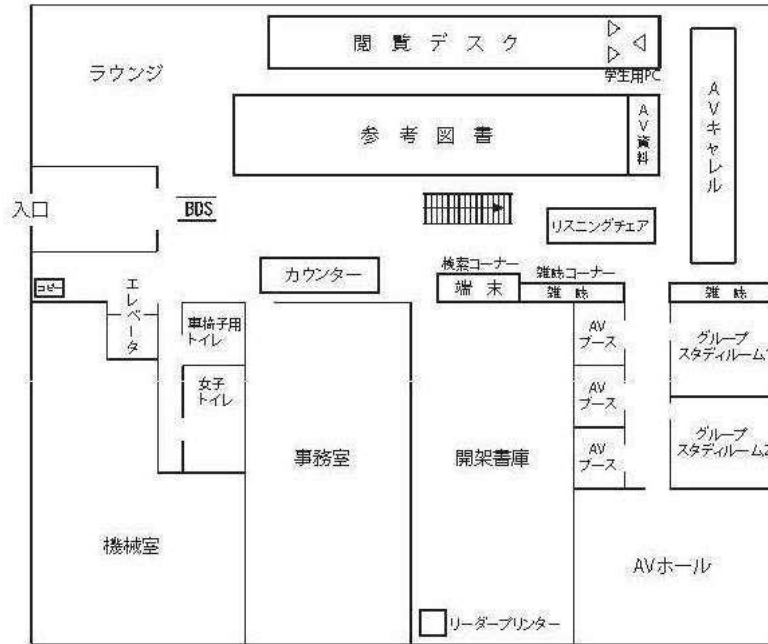 閲覧デスク
学生用PC
ラウンジ
参考図書
AV資料
AVキャレル
入口
BDS
リスニングチェア
カウンター
検索コーナー
端末
雑誌コーナー
雑誌
雑誌
コピー
エレベータ
車椅子用
トイレ
女子
トイレ
AV
ブース
AV
ブース
AV
ブース
グループ
スタディルーム1
グループ
スタディルーム2
事務室
開架書庫
機械室
AVホール
リーダープリンター